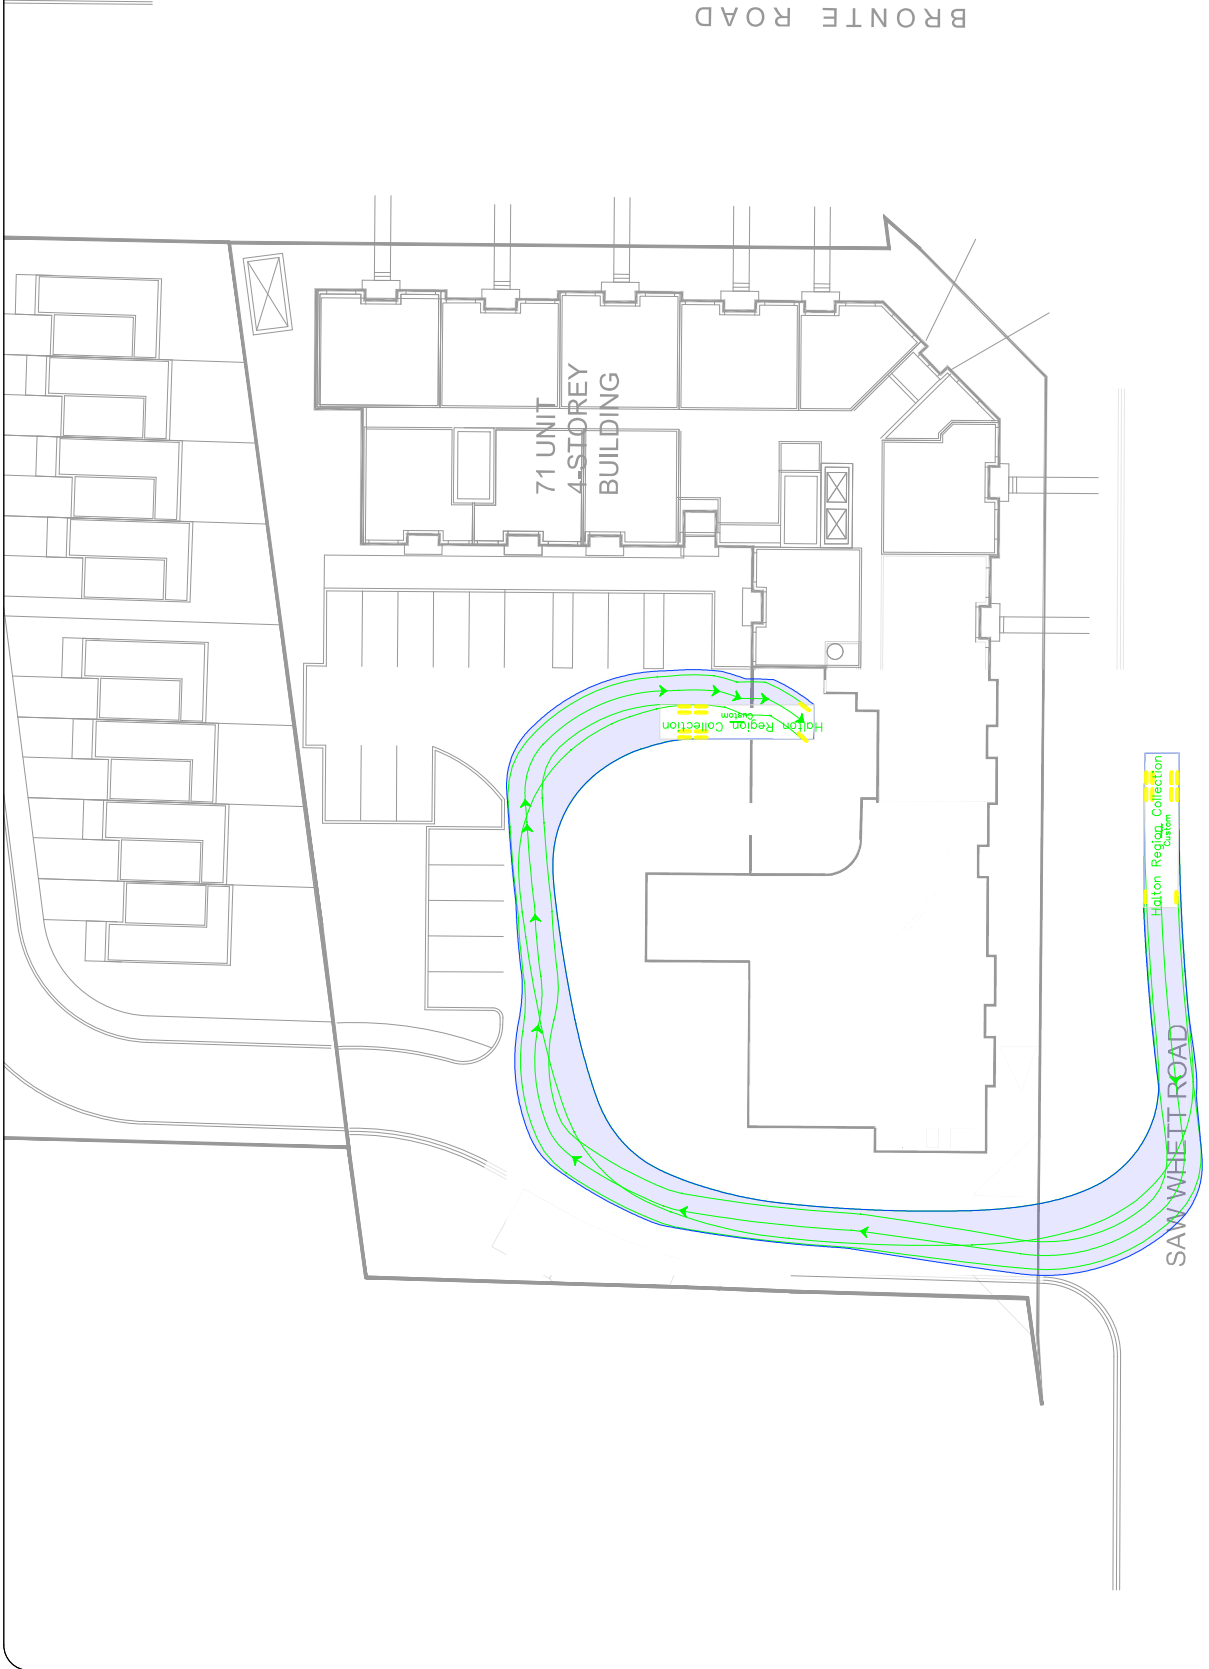 BRONTE ROAD
71 UNIT
4-STOREY
BUILDING
Halton Region Collection
Custom
Halton Region Collection
Custom
SAW WHETT ROAD